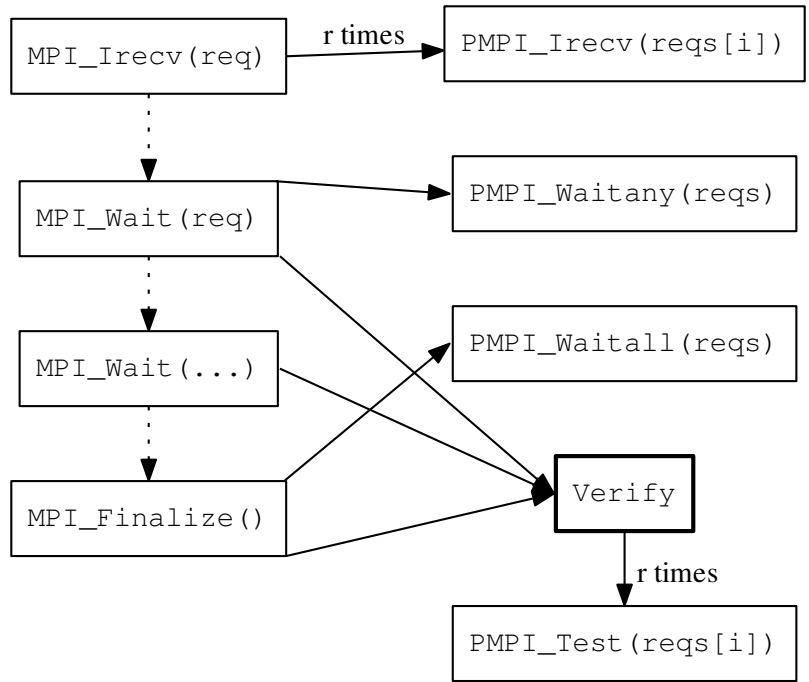 MPI_Irecv(req)
r times
PMPI_Irecv(reqs[i])
MPI_Wait(req)
PMPI_Waitany(reqs)
MPI_Wait(...)
PMPI_Waitall(reqs)
MPI_Finalize()
Verify
r times
PMPI_Test(reqs[i])